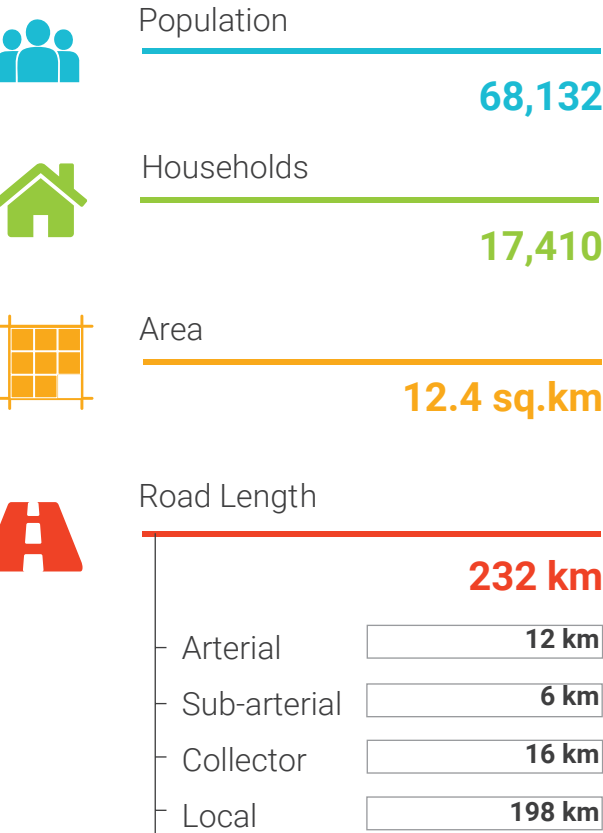 Population
68,132
Households
17,410
Area
12.4 sq.km
Road Length
232 km
Arterial 12 km
Sub-arterial 6 km
Collector 16 km
Local 198 km